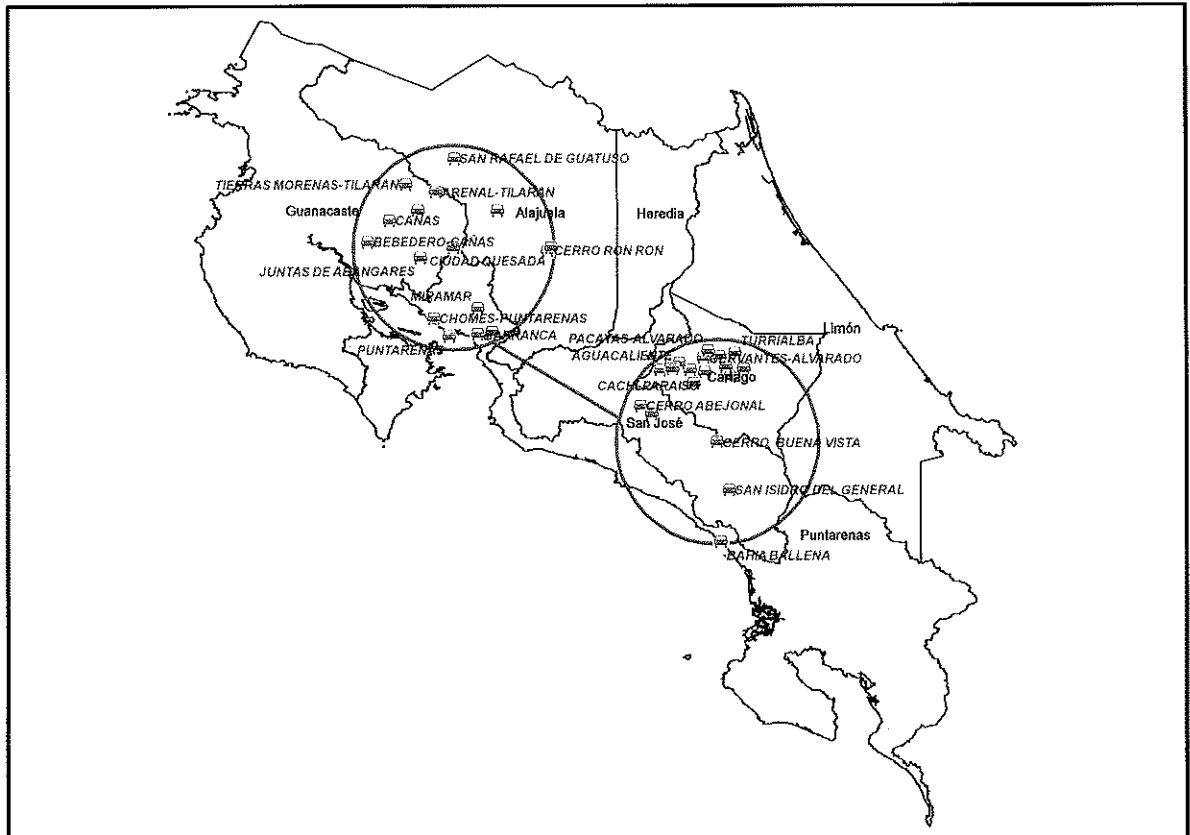 SAN RAFAEL DE GUATUSO
TIERRAS MORENAS-TILARAN
ARENAL-TILARAN
Guanacaste
Alajuela
Heredia
CAÑAS
BEBEDERO-CAÑAS
CERRO RON RON
CIUDAD QUESADA
JUNTAS DE ABANGARES
MIRAMAR
CHOMES-PUNTARENAS
BARRANCA
PUNTARENAS
Limón
PACAYAS-ALVARADO
TURRIALBA
AGUACALIENTE
CERVANTES-ALVARADO
Cartago
CACHI
PARAISO
CERRO ABEJONAL
San José
CERRO BUENA VISTA
SAN ISIDRO DEL GENERAL
Puntarenas
BAHIA BALLENA